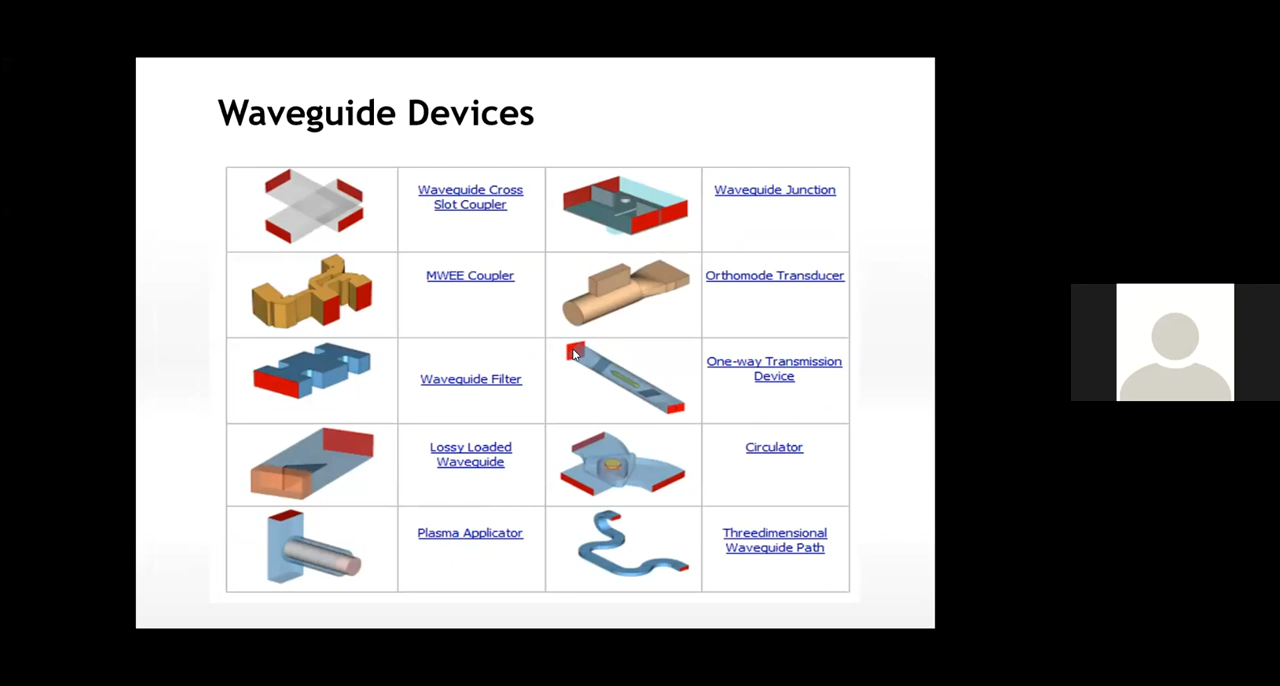 Waveguide Devices
Waveguide Cross
Slot Coupler
Waveguide Junction
MWEE Coupler
Orthomode Transducer
Waveguide Filter
One-way Transmission
Device
Lossy Loaded
Waveguide
Circulator
Plasma Applicator
Threedimensional
Waveguide Path